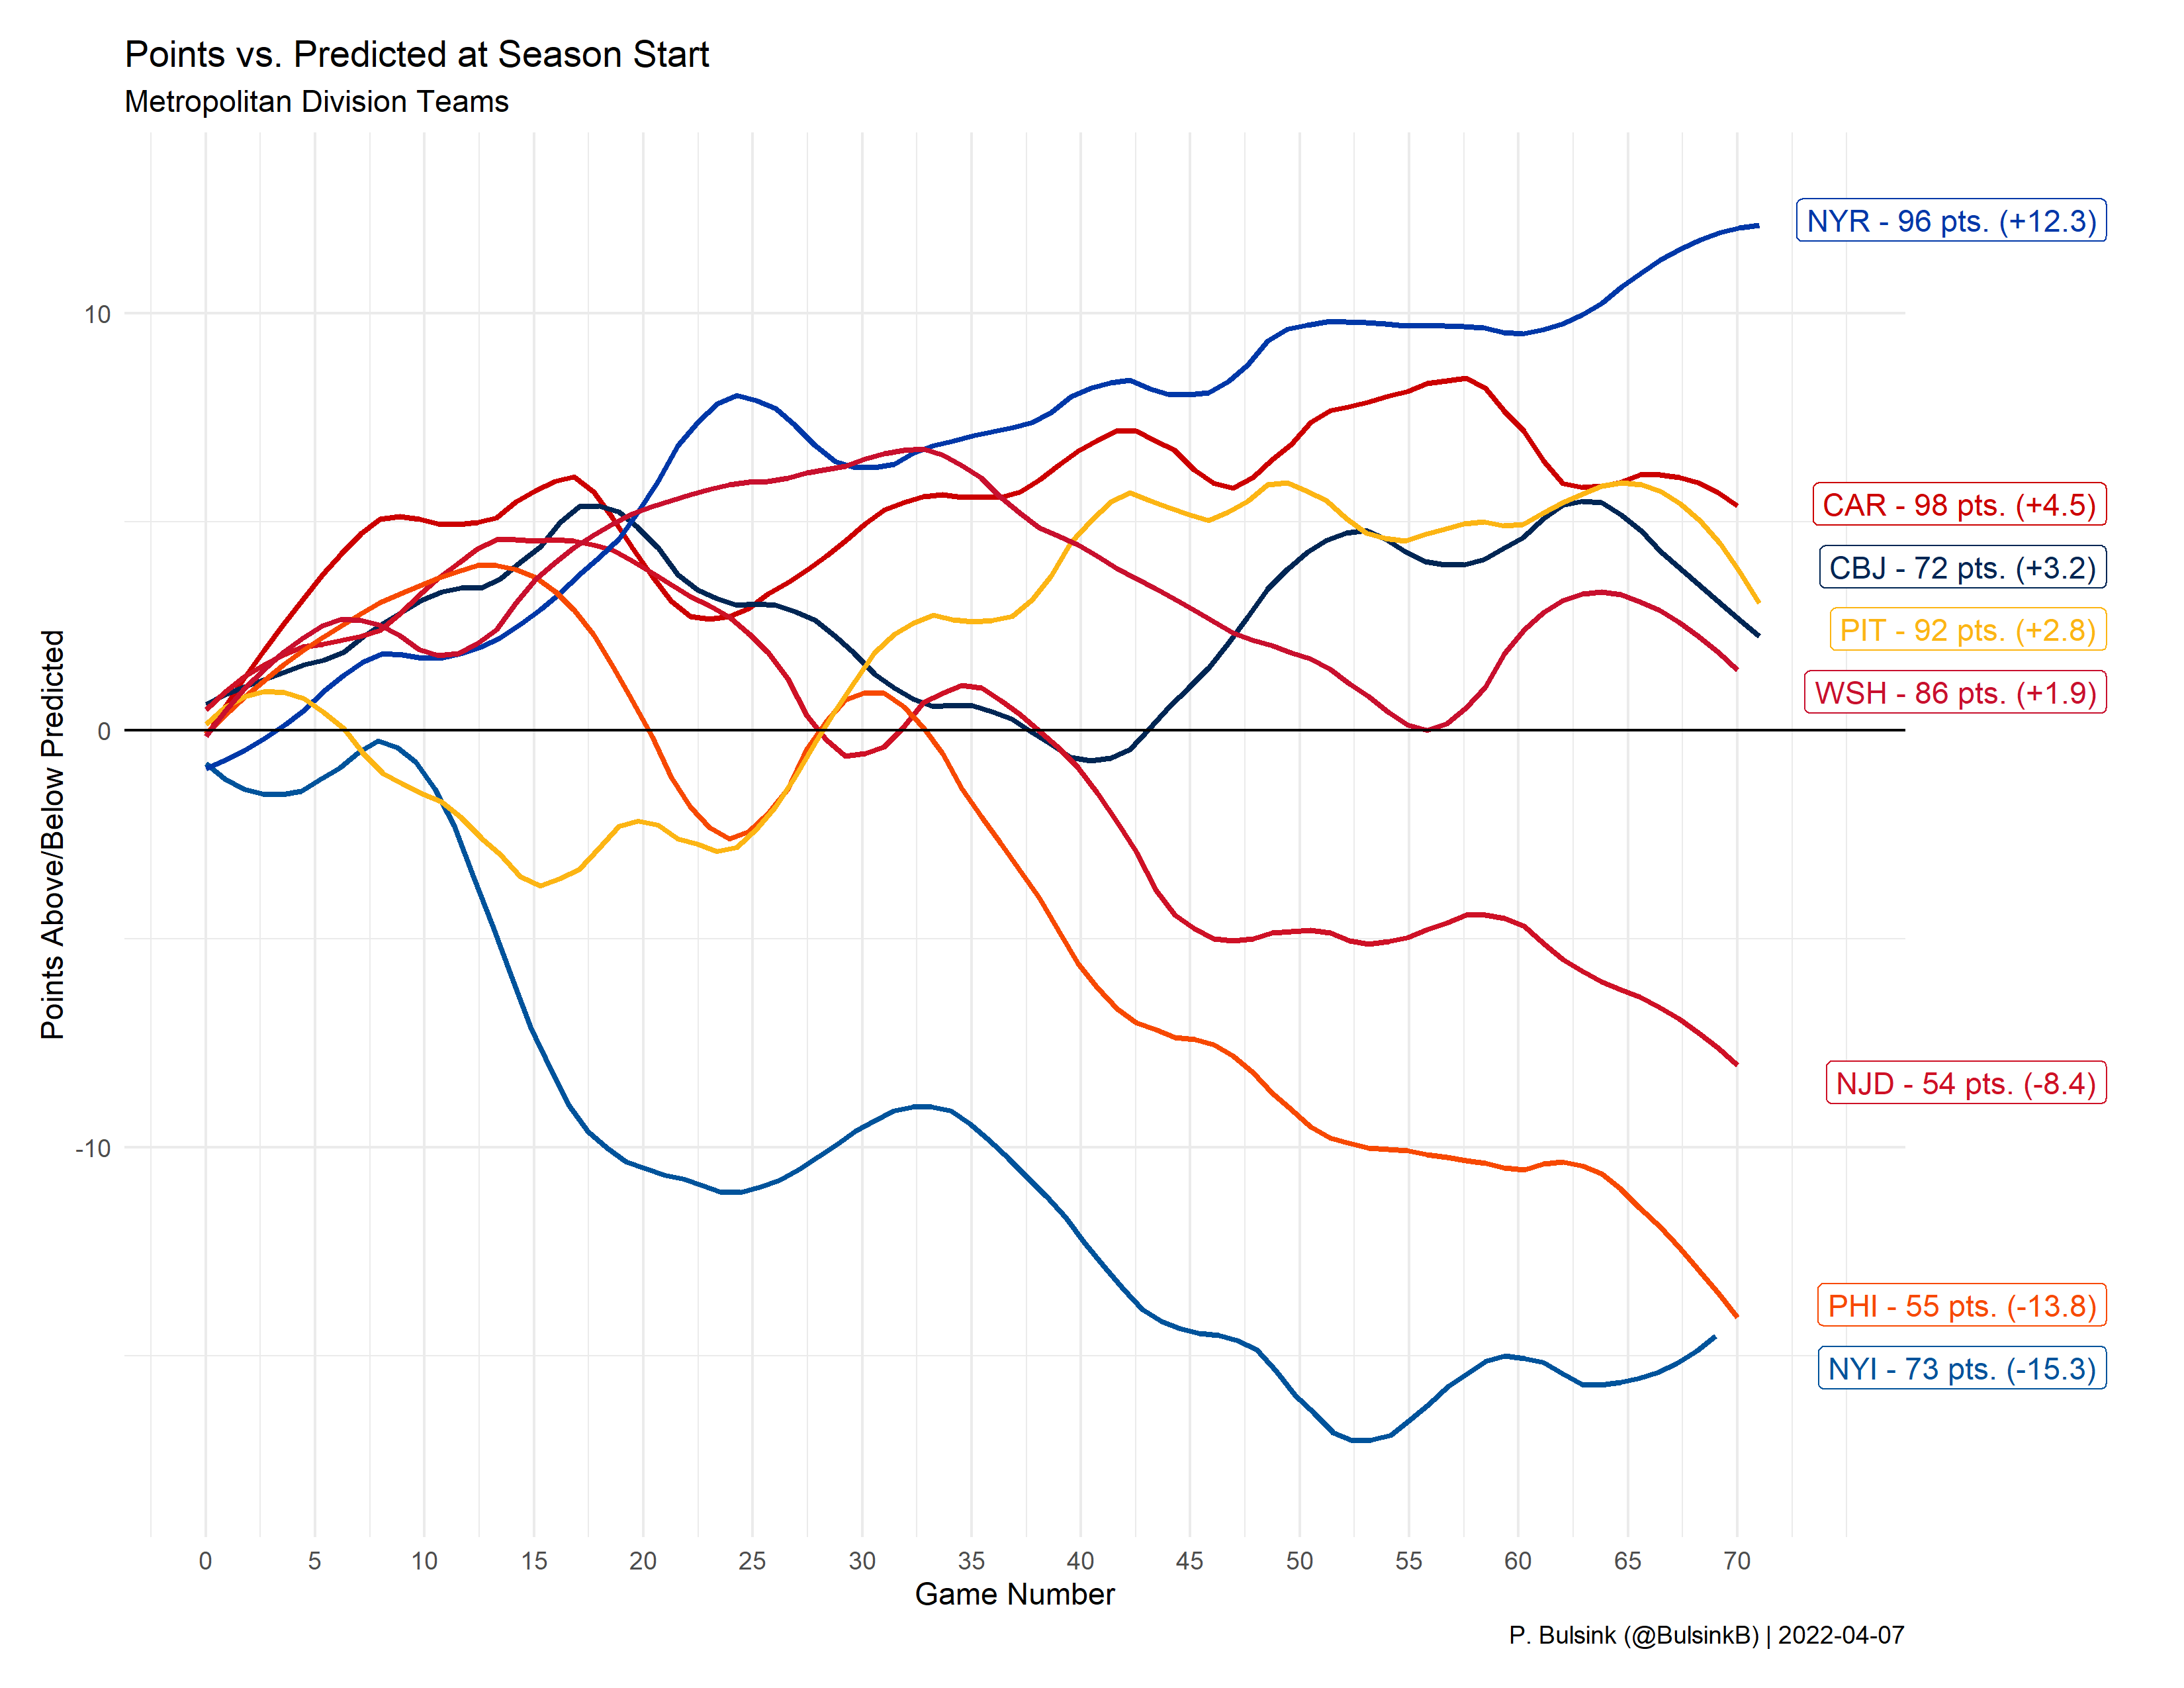 Points vs. Predicted at Season Start
Metropolitan Division Teams
Points Above/Below Predicted
10
0
-10
NYR - 96 pts. (+12.3)
CAR - 98 pts. (+4.5)
CBJ - 72 pts. (+3.2)
PIT - 92 pts. (+2.8)
WSH - 86 pts. (+1.9)
NJD - 54 pts. (-8.4)
PHI - 55 pts. (-13.8)
NYI - 73 pts. (-15.3)
0 5 10 15 20 25 30 35 40 45 50 55 60 65 70
Game Number
P. Bulsink (@BulsinkB) | 2022-04-07